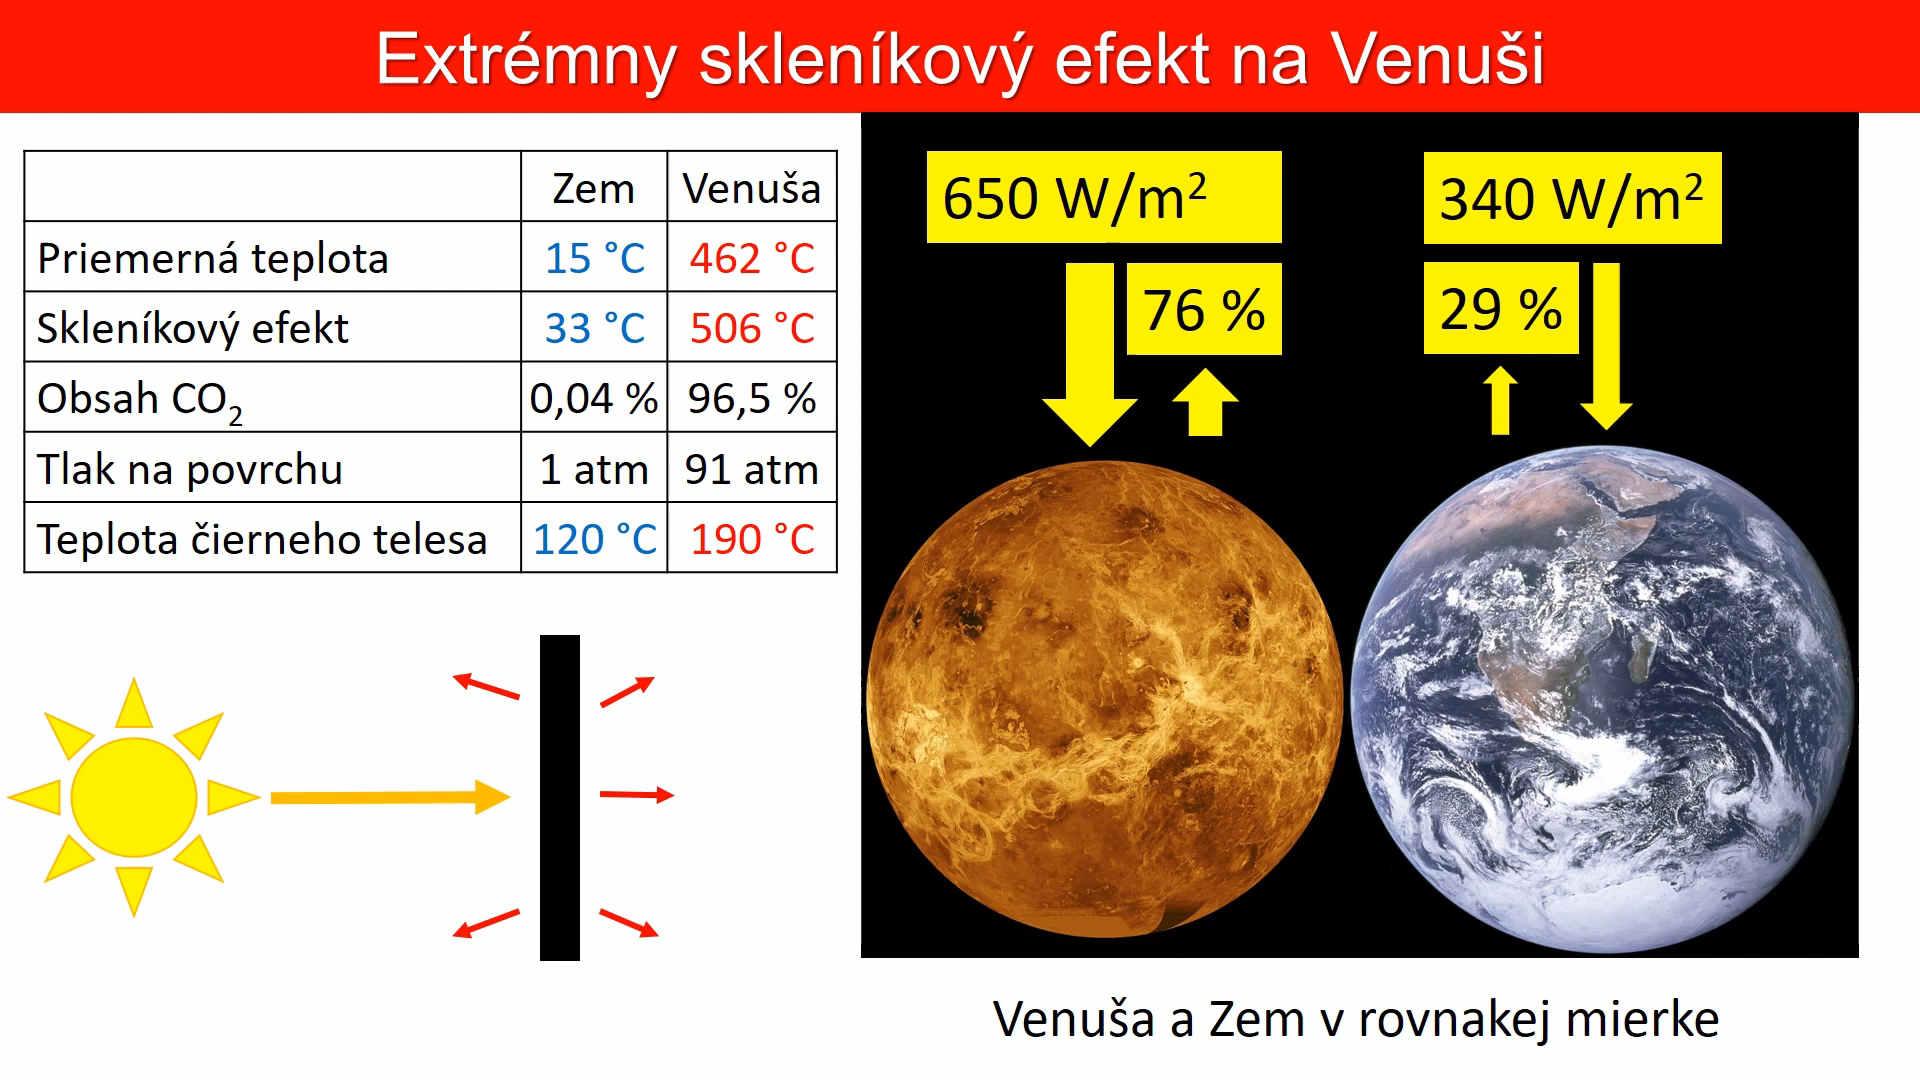 Extrémny skleníkový efekt na Venuši
Zem Venuša
Priemerná teplota 15 °C 462 °C
Skleníkový efekt 33 °C 506 °C
Obsah CO₂ 0,04 % 96,5 %
Tlak na povrchu 1 atm 91 atm
Teplota čierneho telesa 120 °C 190 °C
650 W/m² 340 W/m²
76 % 29 %
Venuša a Zem v rovnakej mierke